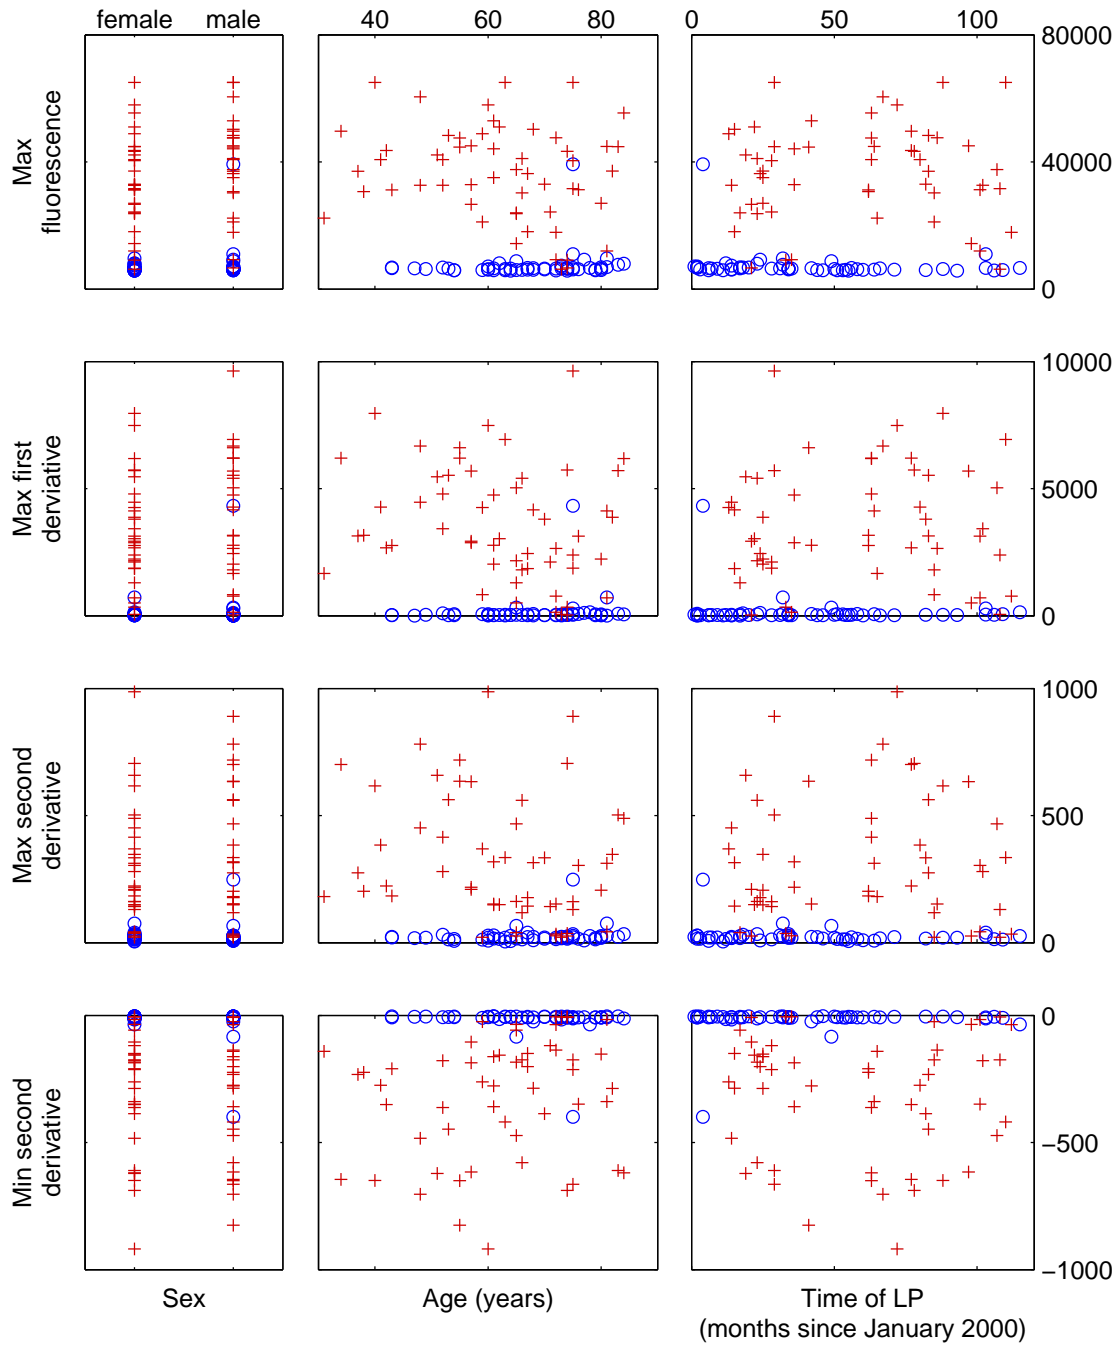 female male 40 60 80 0 50 100
Max
fluorescence
80000
40000
0
Max first
derviative
10000
5000
0
Max second
derivative
1000
500
0
Min second
derivative
0
−500
−1000
Sex
Age (years)
Time of LP
(months since January 2000)